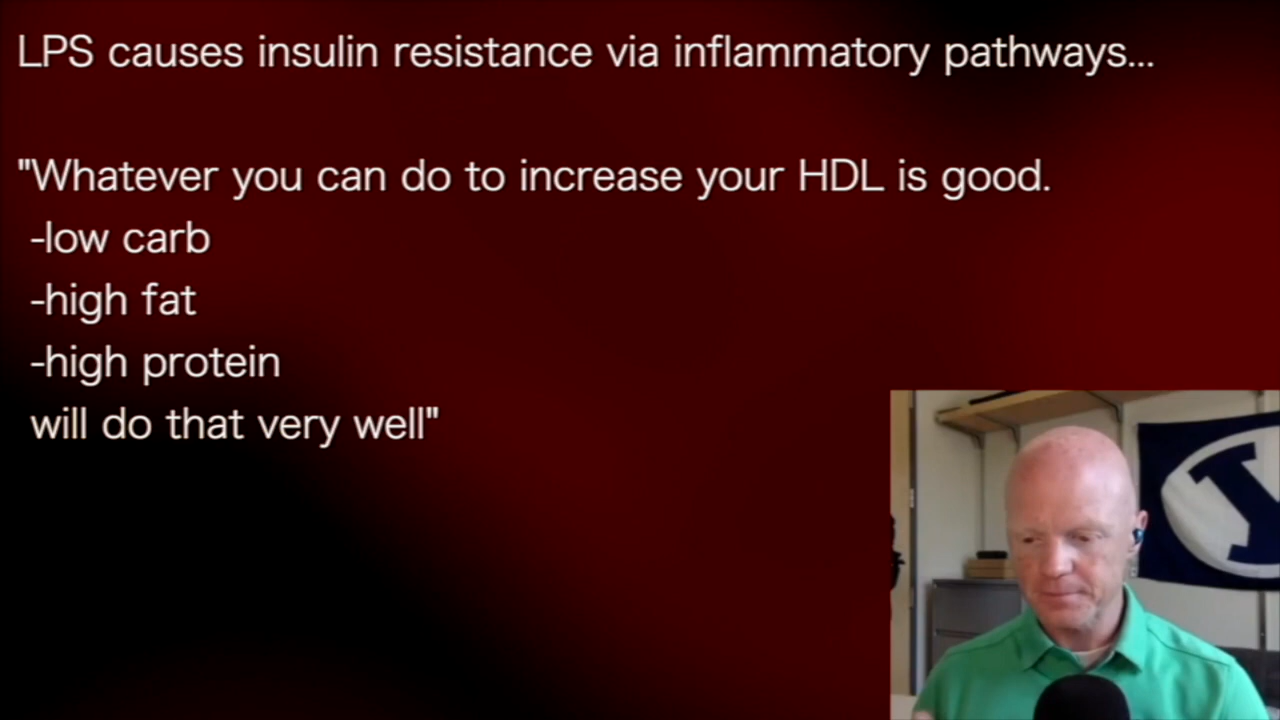 LPS causes insulin resistance via inflammatory pathways...
"Whatever you can do to increase your HDL is good.
-low carb
-high fat
-high protein
will do that very well"
Y